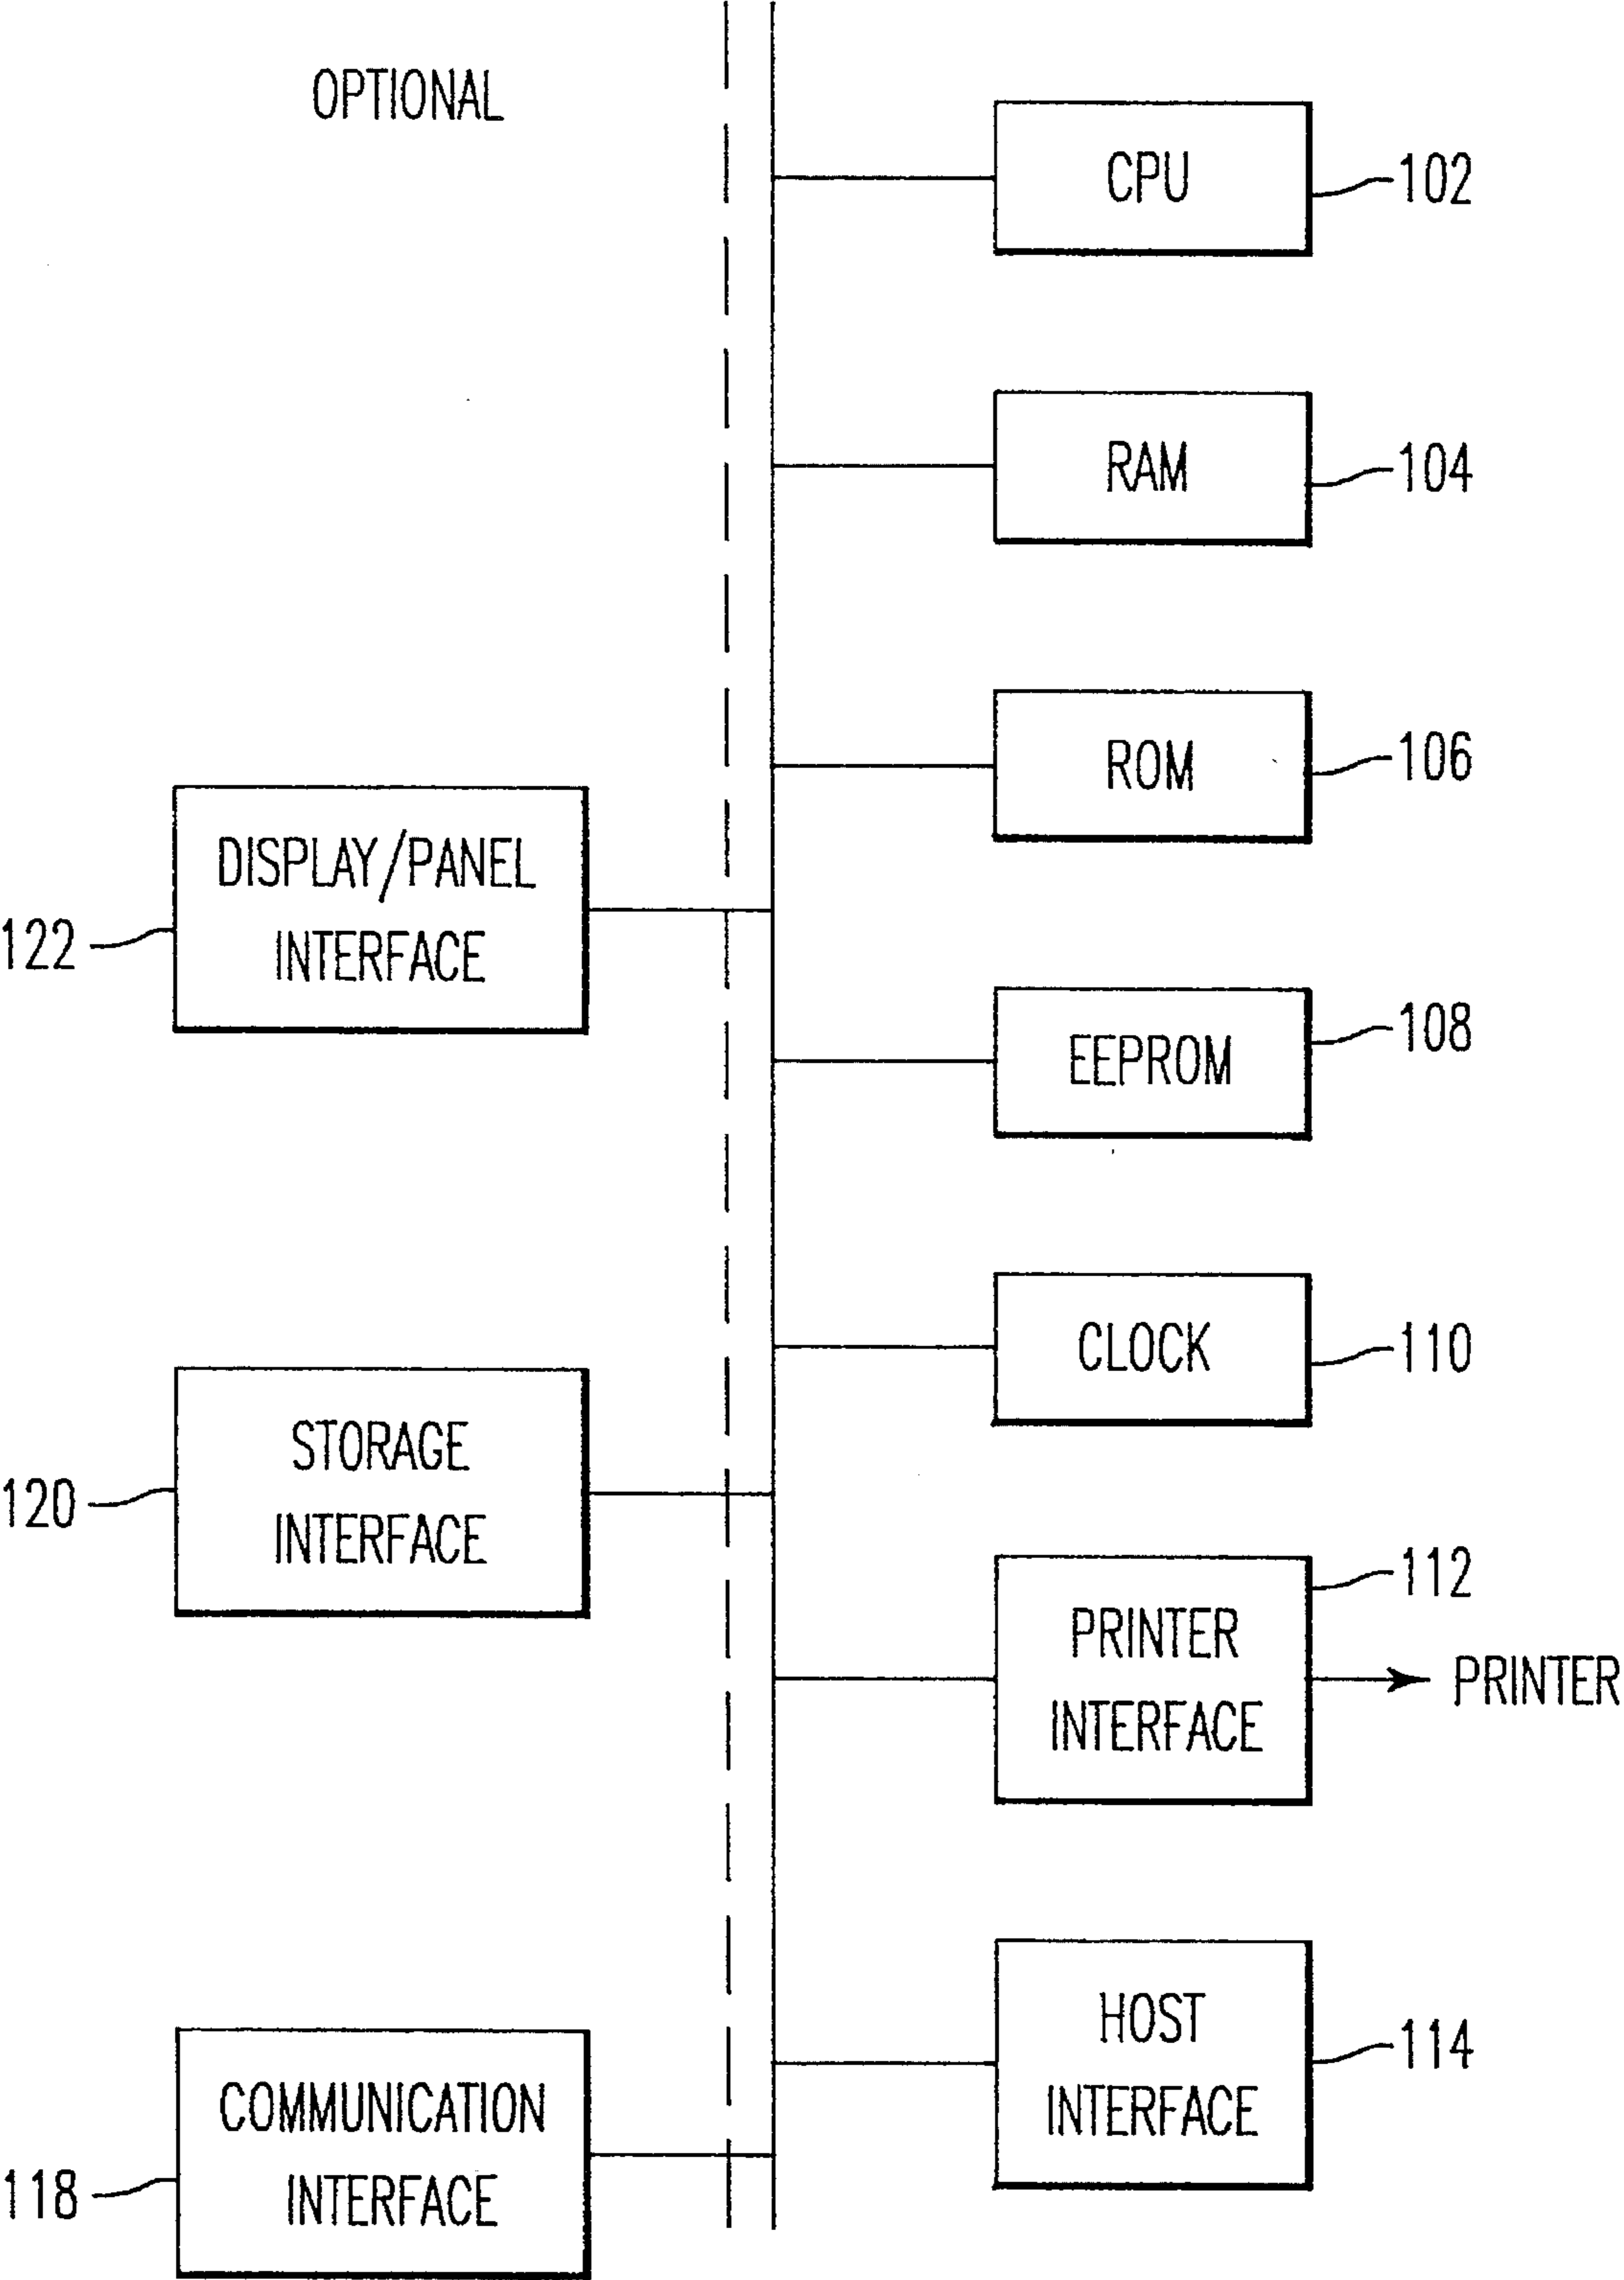 OPTIONAL
CPU
102
RAM
104
ROM
106
DISPLAY/PANEL
INTERFACE
122
EEPROM
108
CLOCK
110
STORAGE
INTERFACE
120
PRINTER
INTERFACE
112
PRINTER
HOST
INTERFACE
114
COMMUNICATION
INTERFACE
118